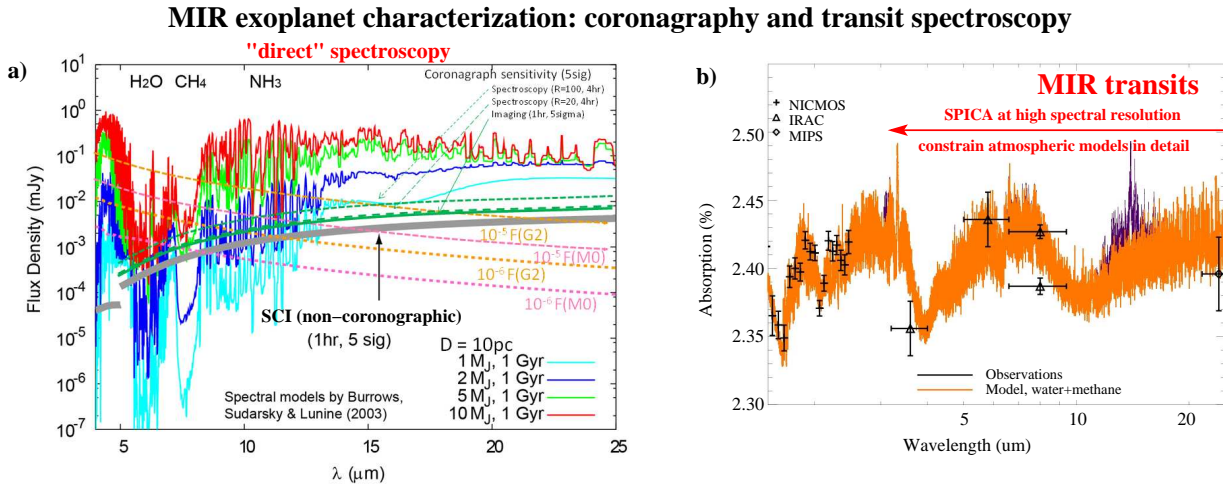 MIR exoplanet characterization: coronagraphy and transit spectroscopy
"direct" spectroscopy
a)
H2O CH4 NH3
Coronagraph sensitivity (5sig)
Spectroscopy (R=100, 4hr)
Spectroscopy (R=20, 4hr)
Imaging (1hr, 5sigma)
10^1
10^0
10^-1
10^-2
10^-3
10^-4
10^-5
10^-6
10^-7
Flux Density (mJy)
10^-5 F(G2)
10^-5 F(M0)
10^-6 F(G2)
10^-6 F(M0)
SCI (non-coronographic)
(1hr, 5 sig)
D = 10pc
1 MJ, 1 Gyr
2 MJ, 1 Gyr
5 MJ, 1 Gyr
10 MJ, 1 Gyr
Spectral models by Burrows,
Sudarsky & Lunine (2003)
5 10 15 20 25
λ (μm)
b)
MIR transits
NICMOS
IRAC
MIPS
SPICA at high spectral resolution
constrain atmospheric models in detail
2.50
2.45
2.40
2.35
2.30
Absorption (%)
Observations
Model, water+methane
5 10 20
Wavelength (um)